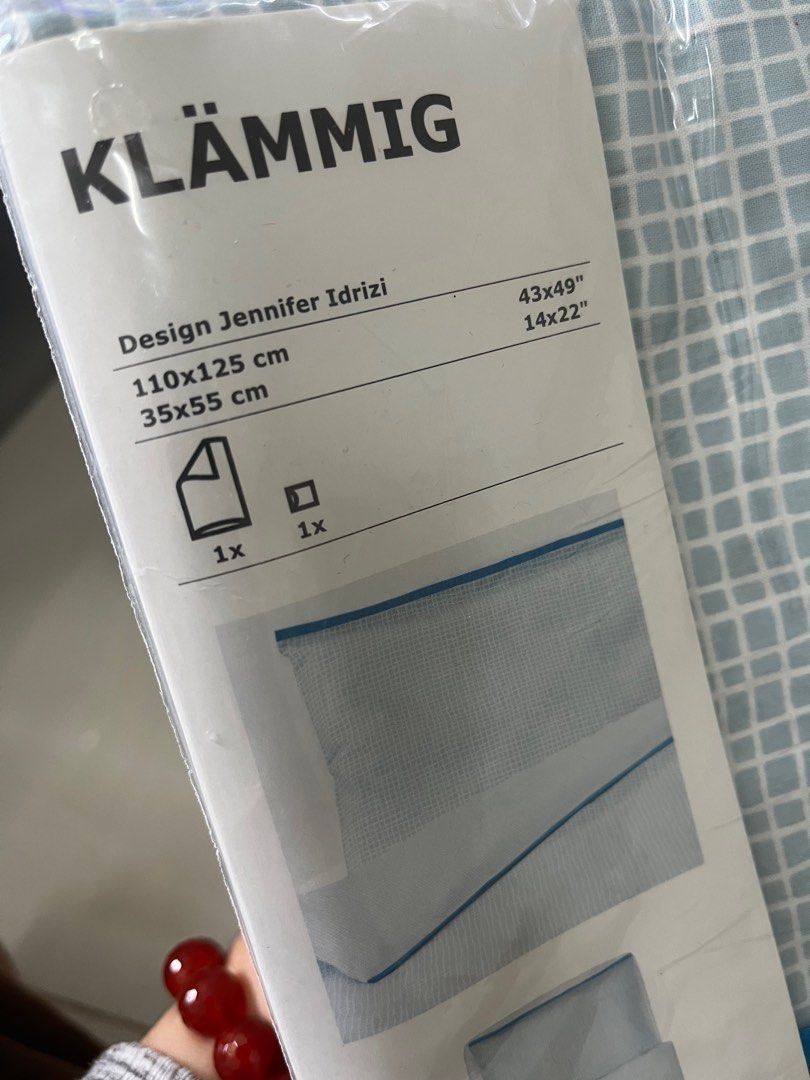 KLÄMMIG
Design Jennifer Idrizi
110x125 cm 43x49"
35x55 cm 14x22"
1x 1x